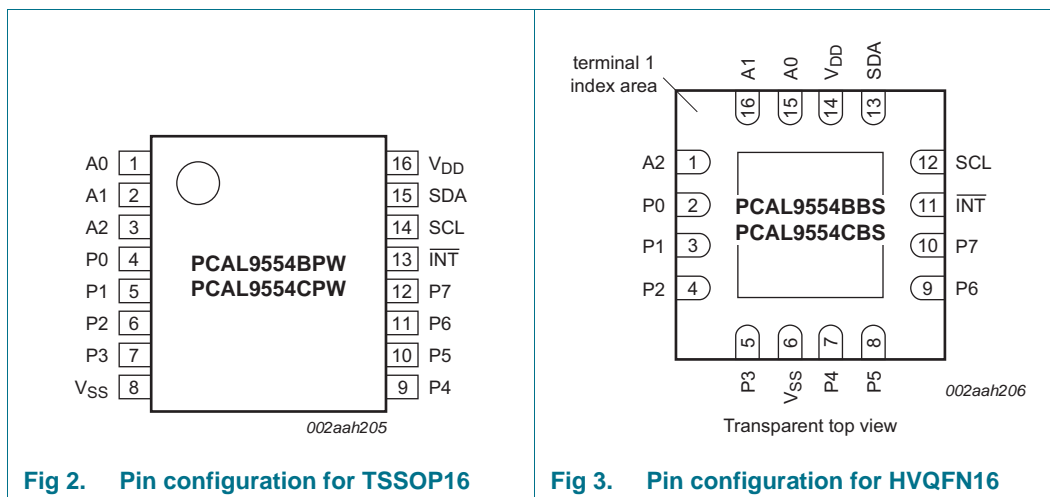 A0 1
A1 2
A2 3
P0 4
P1 5
P2 6
P3 7
VSS 8
16 VDD
15 SDA
14 SCL
13 INT
12 P7
11 P6
10 P5
9 P4
PCAL9554BPW
PCAL9554CPW
002aah205
Fig 2. Pin configuration for TSSOP16
terminal 1
index area
A1 A0 VDD SDA
16 15 14 13
A2 1
P0 2
P1 3
P2 4
12 SCL
11 INT
10 P7
9 P6
PCAL9554BBS
PCAL9554CBS
5 6 7 8
P3 VSS P4 P5
002aah206
Transparent top view
Fig 3. Pin configuration for HVQFN16